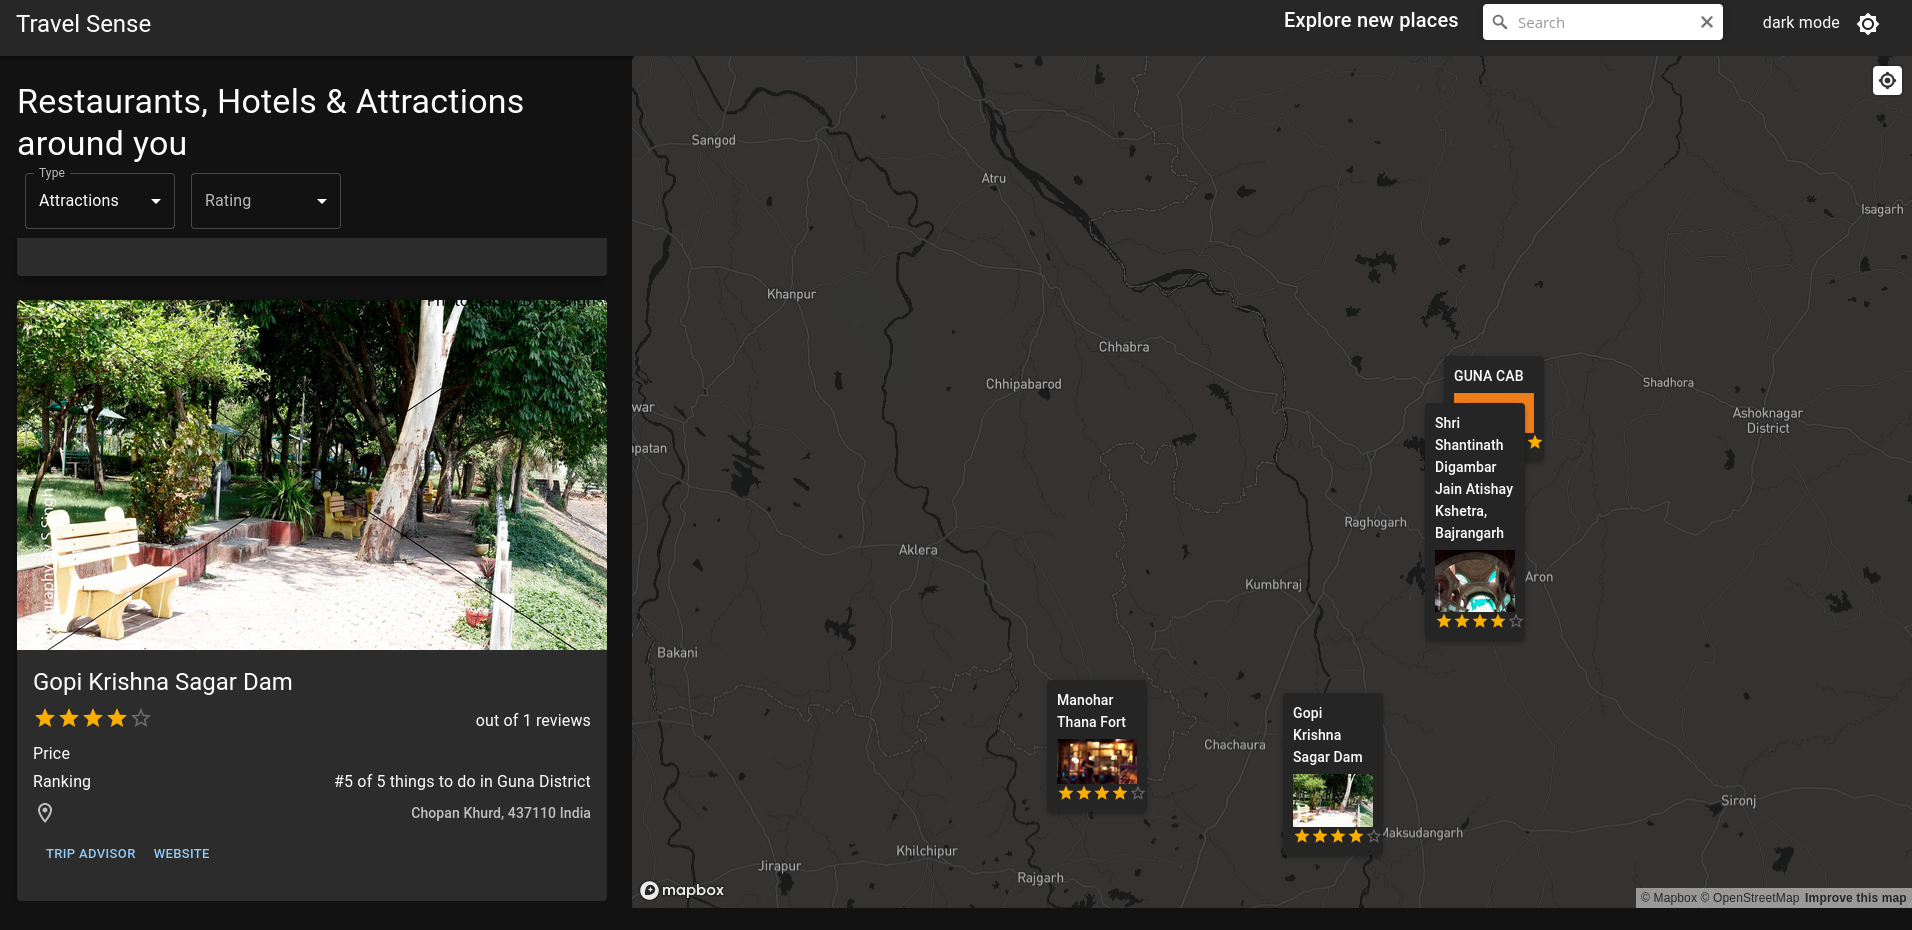 Travel Sense
Explore new places
Search
dark mode
Restaurants, Hotels & Attractions
around you
Type
Attractions
Rating
Gopi Krishna Sagar Dam
out of 1 reviews
Price
Ranking
#5 of 5 things to do in Guna District
Chopan Khurd, 437110 India
TRIP ADVISOR
WEBSITE
Sangod
Atru
Isagarh
Khanpur
Chhabra
Chhipabarod
Shadhora
Ashoknagar
District
GUNA CAB
Shri
Shantinath
Digambar
Jain Atishay
Kshetra,
Bajrangarh
Raghogarh
Aklera
Kumbhraj
Aron
Bakani
Manohar
Thana Fort
Gopi
Krishna
Sagar Dam
Chachaura
Sironj
Maksudangarh
Khilchipur
Jirapur
Rajgarh
mapbox
© Mapbox © OpenStreetMap Improve this map